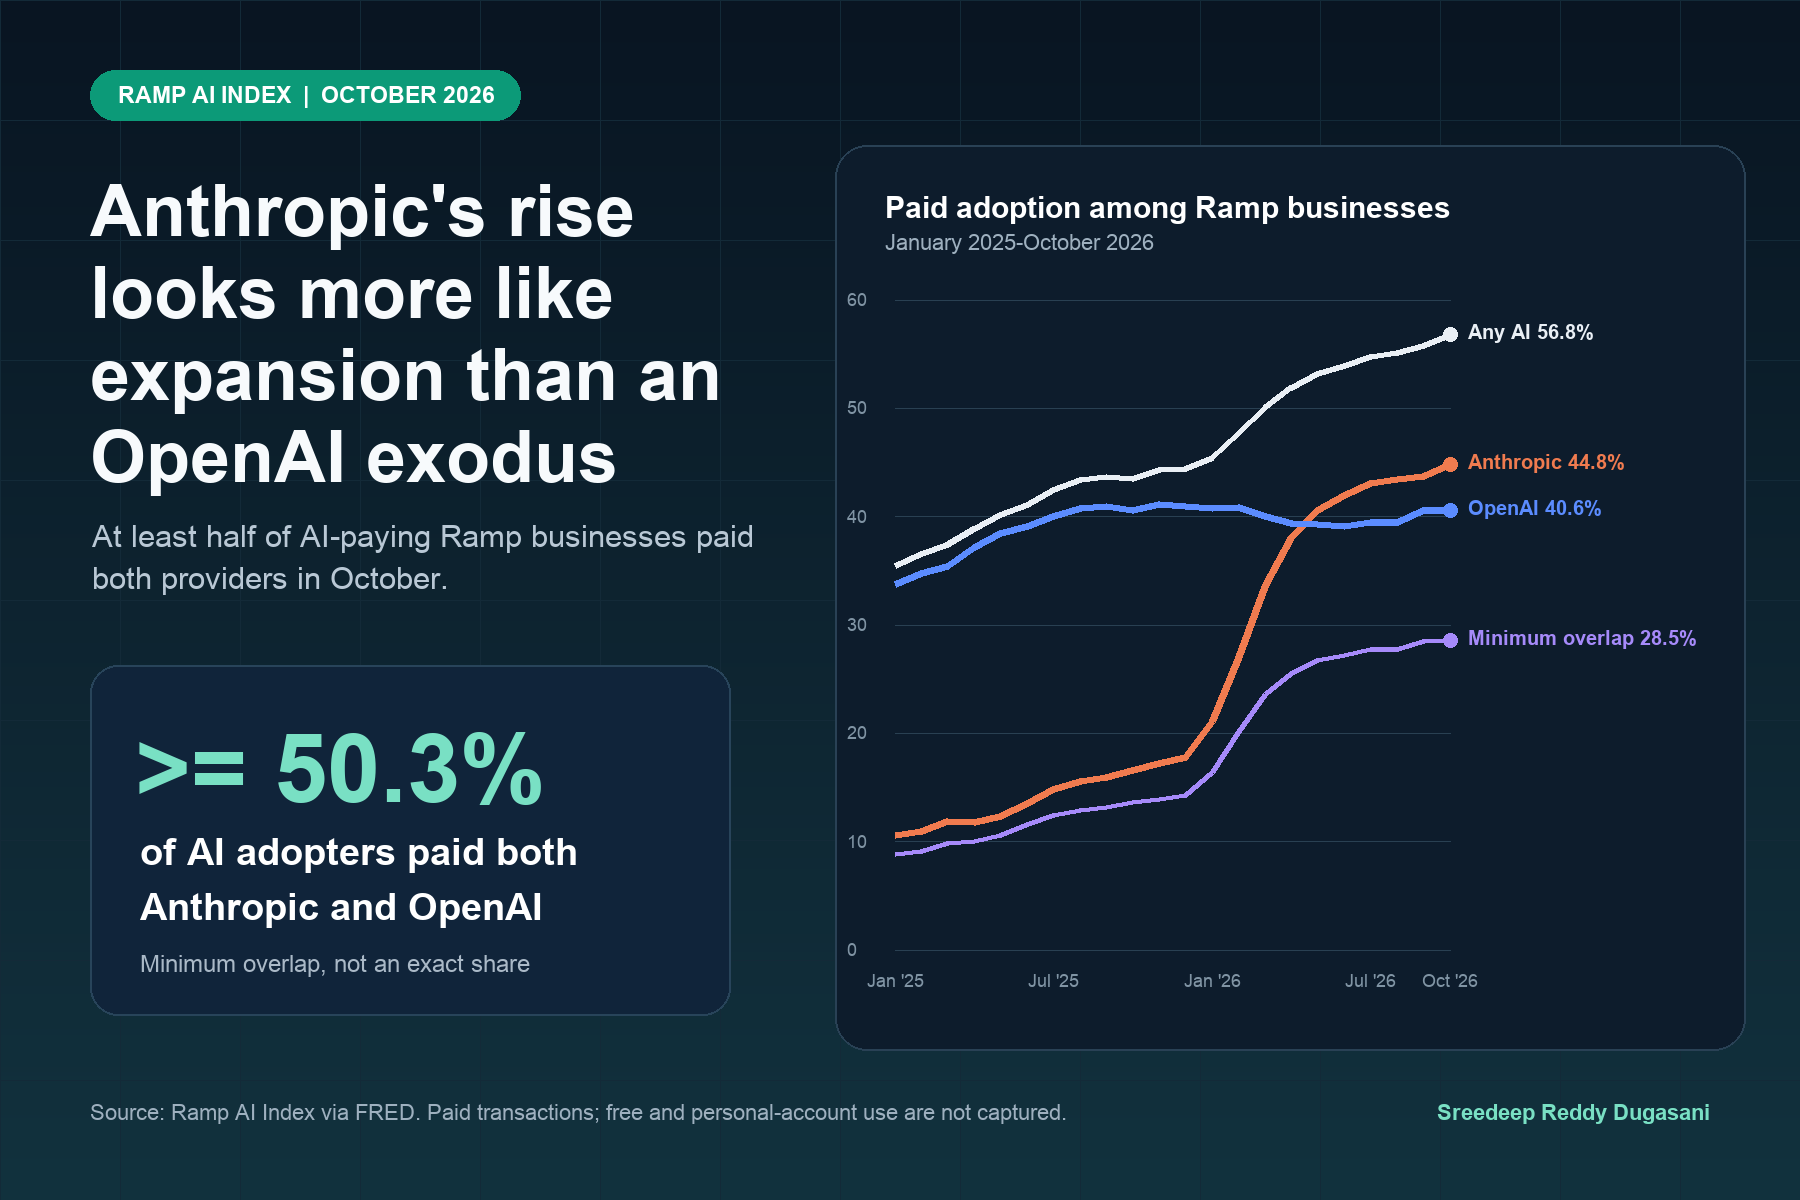 RAMP AI INDEX | OCTOBER 2026
Anthropic's rise
looks more like
expansion than an
OpenAI exodus
At least half of AI-paying Ramp businesses paid
both providers in October.
>= 50.3%
of AI adopters paid both
Anthropic and OpenAI
Minimum overlap, not an exact share
Paid adoption among Ramp businesses
January 2025-October 2026
60
Any AI 56.8%
50
Anthropic 44.8%
40
OpenAI 40.6%
30
Minimum overlap 28.5%
20
10
0
Jan '25 Jul '25 Jan '26 Jul '26 Oct '26
Source: Ramp AI Index via FRED. Paid transactions; free and personal-account use are not captured.
Sreedeep Reddy Dugasani